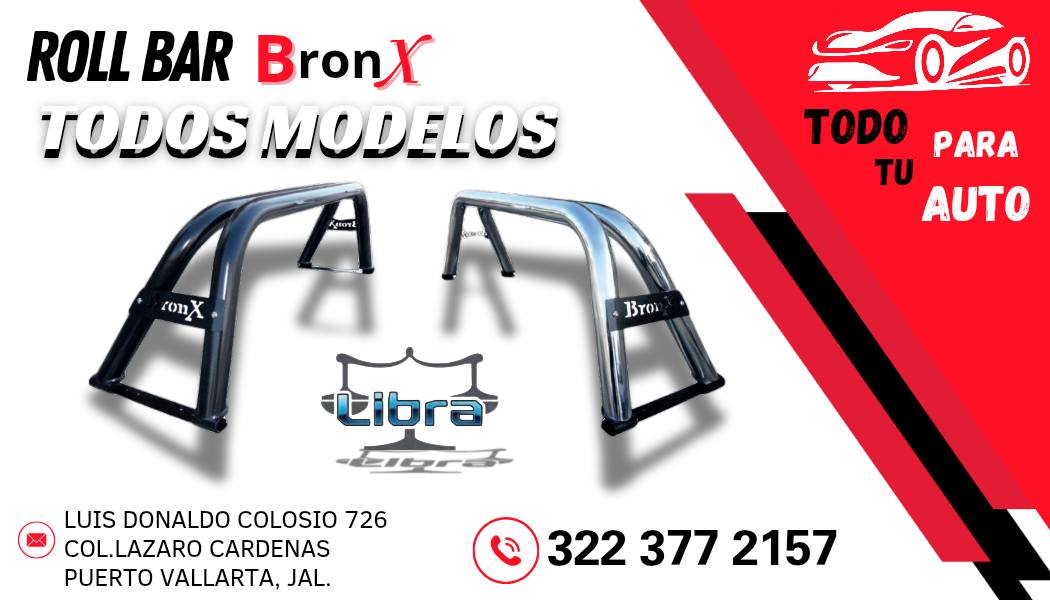 ROLL BAR BronX
TODOS MODELOS
TODO
TU
PARA
AUTO
BronX
BronX
BronX
Libra
LUIS DONALDO COLOSIO 726
COL.LAZARO CARDENAS
PUERTO VALLARTA, JAL.
322 377 2157